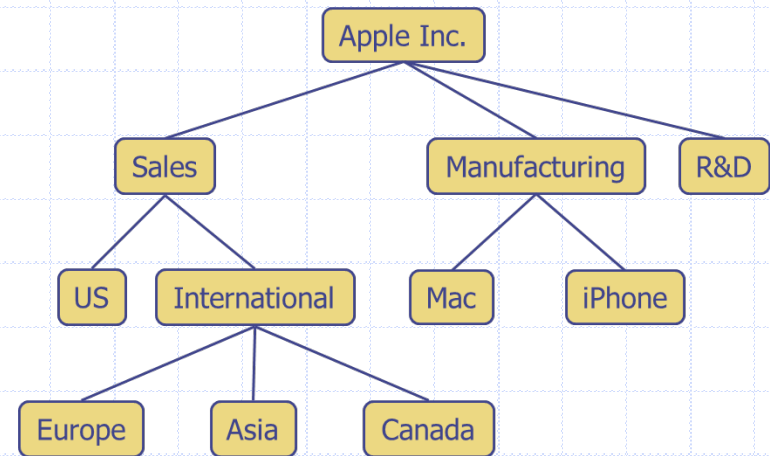 Apple Inc.
Sales
Manufacturing
R&D
US
International
Mac
iPhone
Europe
Asia
Canada